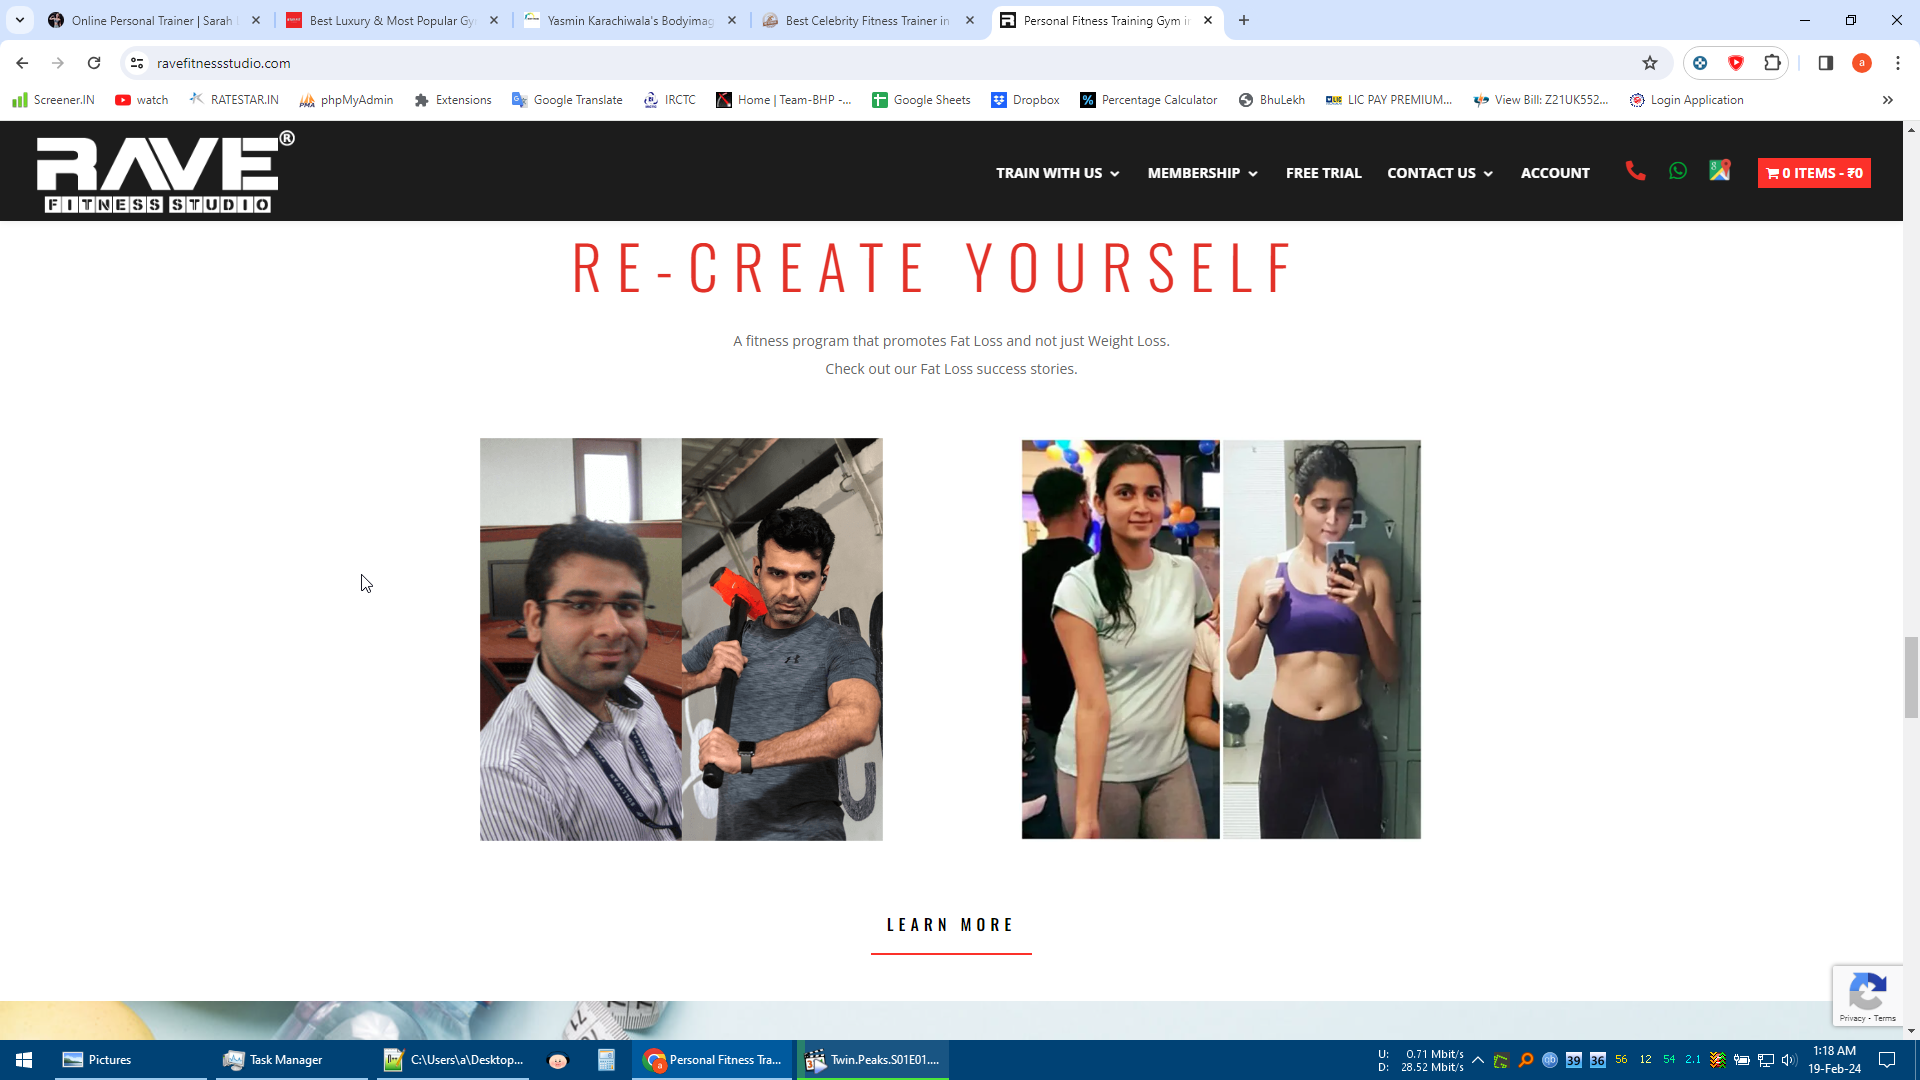 Online Personal Trainer | Sarah
Best Luxury & Most Popular Gy
Yasmin Karachiwala's Bodyimag
Best Celebrity Fitness Trainer in
Personal Fitness Training Gym in
ravefitnessstudio.com
a
Screener.IN
watch
RATESTAR.IN
phpMyAdmin
Extensions
Google Translate
IRCTC
Home | Team-BHP -...
Google Sheets
Dropbox
Percentage Calculator
BhuLekh
LIC PAY PREMIUM...
View Bill: Z21UK552...
Login Application
RAVE®
FITNESS STUDIO
TRAIN WITH US
MEMBERSHIP
FREE TRIAL
CONTACT US
ACCOUNT
0 ITEMS - ₹0
RE-CREATE YOURSELF
A fitness program that promotes Fat Loss and not just Weight Loss.
Check out our Fat Loss success stories.
LEARN MORE
71
Privacy - Terms
Pictures
Task Manager
C:\Users\a\Desktop...
Personal Fitness Tra...
Twin.Peaks.S01E01....
U: 0.71 Mbit/s
D: 28.52 Mbit/s
39
36
56
12
54
2.1
1:18 AM
19-Feb-24